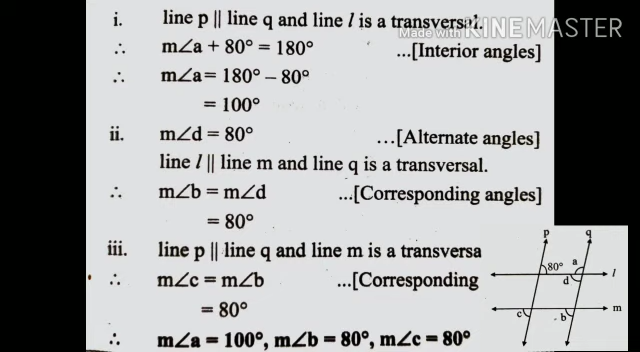 Made with KINEMASTER
i. line p || line q and line l is a transversal.
∴ m∠a + 80° = 180° ...[Interior angles]
∴ m∠a = 180° – 80°
= 100°
ii. m∠d = 80° ...[Alternate angles]
line l || line m and line q is a transversal.
∴ m∠b = m∠d ...[Corresponding angles]
= 80°
iii. line p || line q and line m is a transversa
∴ m∠c = m∠b ...[Corresponding
= 80°
∴ m∠a = 100°, m∠b = 80°, m∠c = 80°
p q
80° a
d l
c b m